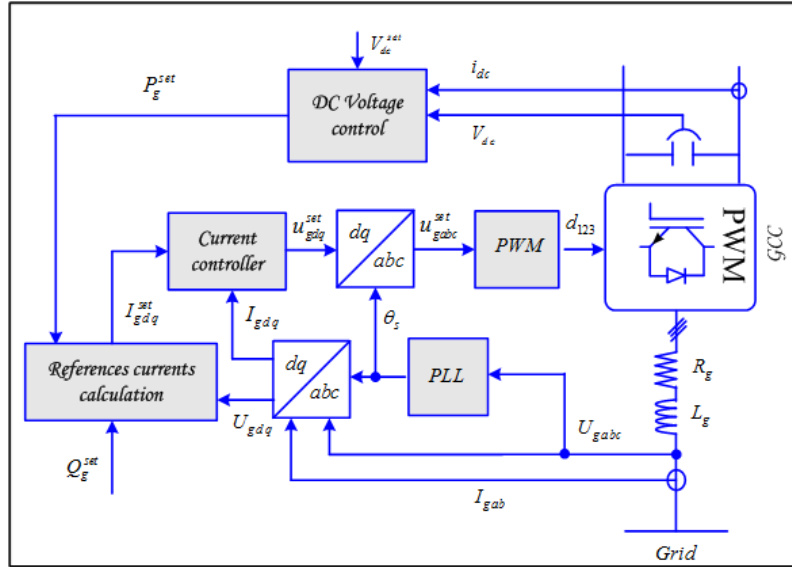 V_dc^set
P_g^set
i_dc
DC Voltage
control
V_dc
PWM
GCC
Current
controller
u_gdq^set
dq
abc
u_gabc^set
PWM
d_123
I_gdq^set
I_gdq
θ_s
References currents
calculation
dq
abc
PLL
R_g
L_g
U_gdq
U_gabc
Q_g^set
I_gab
Grid